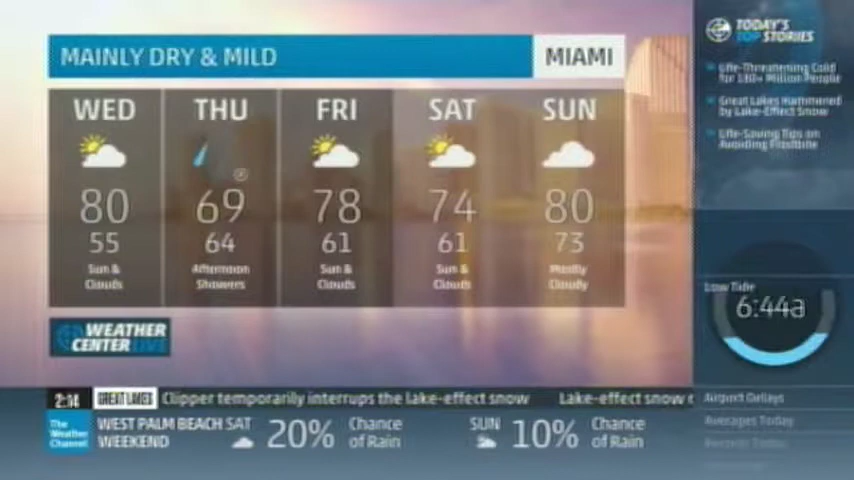 MAINLY DRY & MILD
MIAMI
WED
THU
FRI
SAT
SUN
80
69
78
74
80
55
64
61
61
73
Sun &
Clouds
Afternoon
Showers
Sun &
Clouds
Sun &
Clouds
Mostly
Cloudy
WEATHER
CENTER LIVE
TODAY'S
TOP STORIES
Life-Threatening Cold
for 180+ Million People
Great Lakes Hammered
by Lake-Effect Snow
Life-Saving Tips on
Avoiding Frostbite
Low Tide
6:44a
Airport Delays
Averages Today
2:14
GREAT LAKES
Clipper temporarily interrupts the lake-effect snow
Lake-effect snow
The
Weather
Channel
WEST PALM BEACH
WEEKEND
SAT
20%
Chance
of Rain
SUN
10%
Chance
of Rain